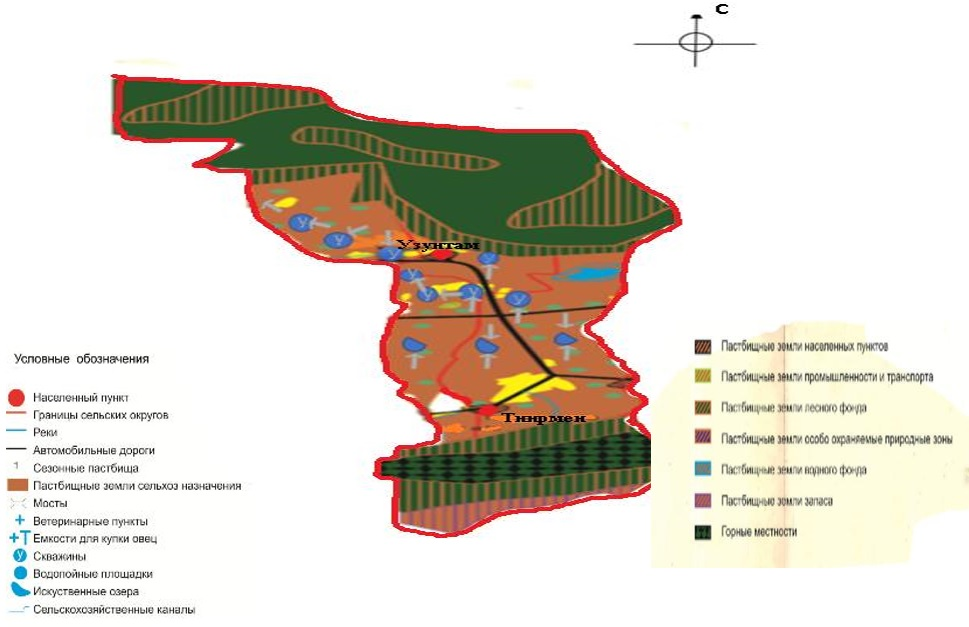 С
Узунтам
Тиирмен
Условные обозначения
Населенный пункт
Границы сельских округов
Реки
Автомобильные дороги
1 Сезонные пастбища
Пастбищные земли сельхоз назначения
Мосты
Ветеринарные пункты
Емкости для купки овец
У Скважины
Водопойные площадки
Искуственные озера
Сельскохозяйственные каналы
Пастбищные земли населенных пунктов
Пастбищные земли промышленности и транспорта
Пастбищные земли лесного фонда
Пастбищные земли особо охраняемые природные зоны
Пастбищные земли водного фонда
Пастбищные земли запаса
Горные местности
У
У
У
У
У
У
У
У